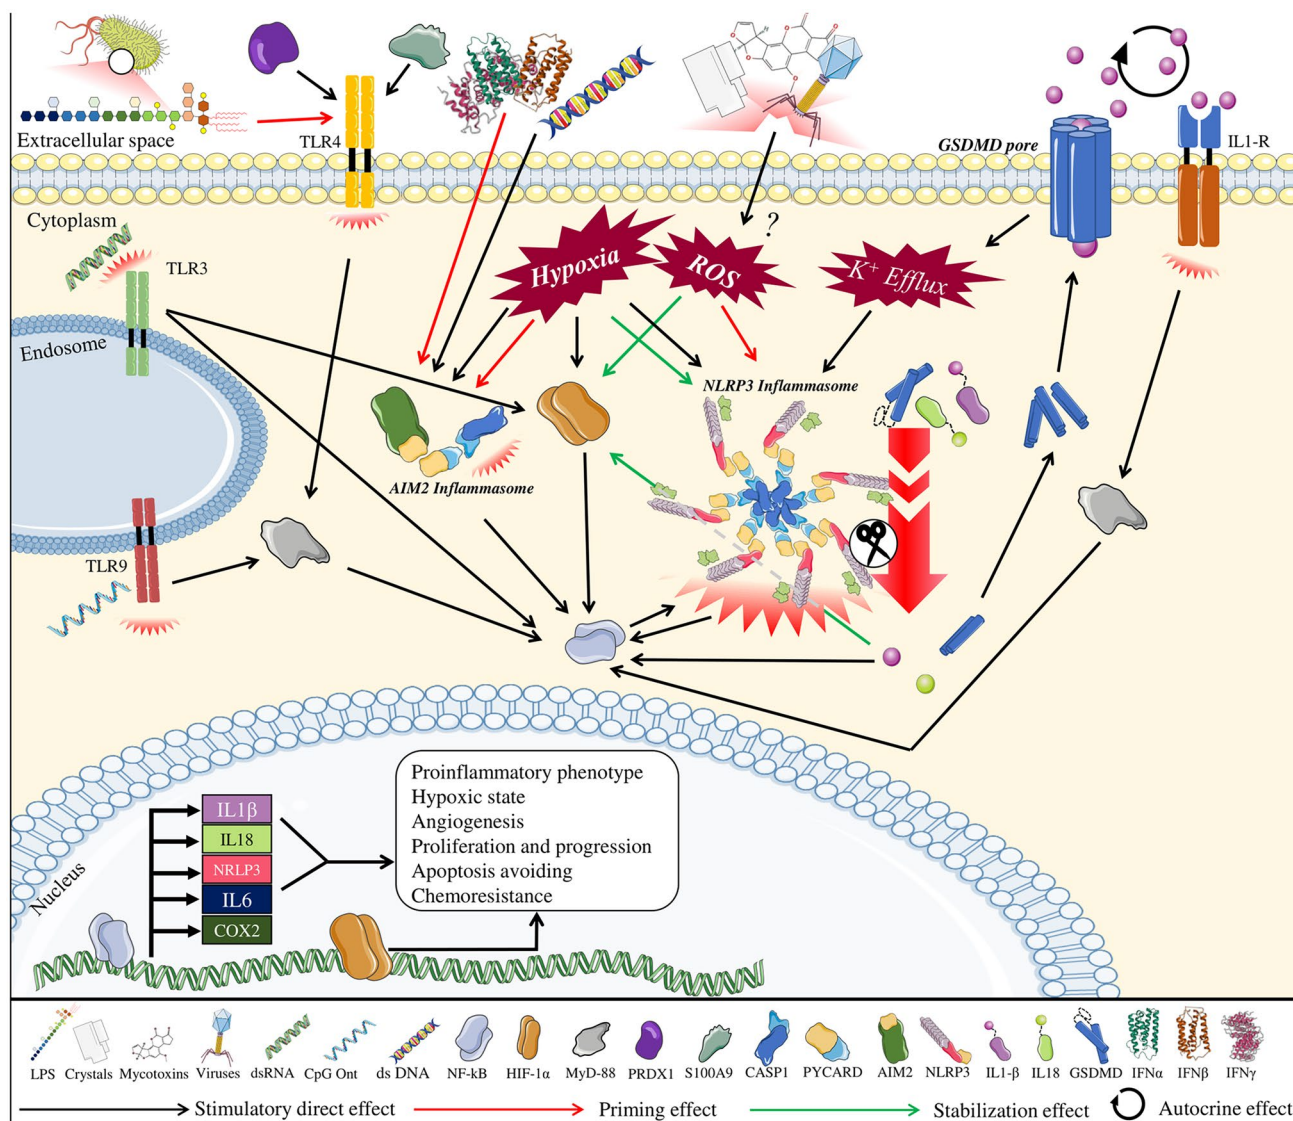 Extracellular space
TLR4
GSDMD pore
IL1-R
Cytoplasm
TLR3
?
Hypoxia
ROS
K+ Efflux
Endosome
NLRP3 Inflammasome
AIM2 Inflammasome
TLR9
Nucleus
IL1β
IL18
NRLP3
IL6
COX2
Proinflammatory phenotype
Hypoxic state
Angiogenesis
Proliferation and progression
Apoptosis avoiding
Chemoresistance
LPS Crystals Mycotoxins Viruses dsRNA CpG Ont ds DNA NF-kB HIF-1α MyD-88 PRDX1 S100A9 CASP1 PYCARD AIM2 NLRP3 IL1-β IL18 GSDMD IFNα IFNβ IFNγ
Stimulatory direct effect Priming effect Stabilization effect Autocrine effect